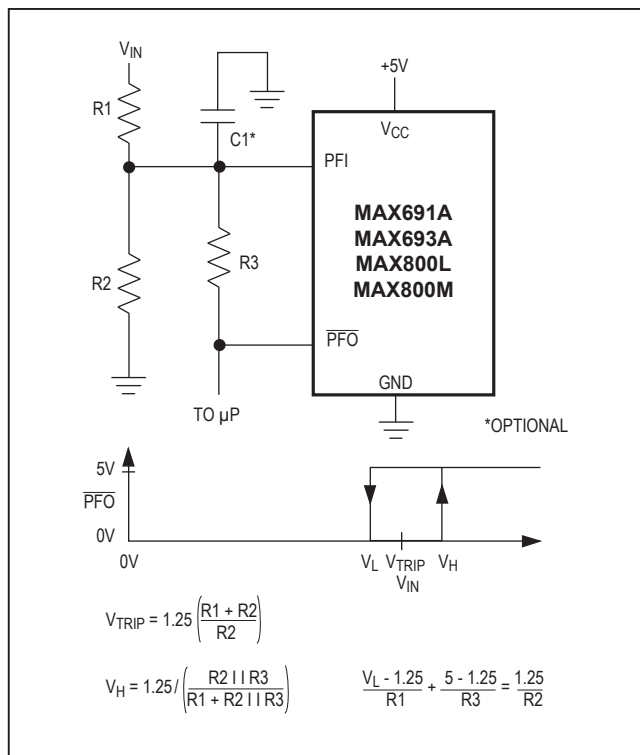 V_IN
R1
C1*
+5V
V_CC
PFI
MAX691A
MAX693A
MAX800L
MAX800M
R3
R2
P̅F̅O̅
GND
TO µP
*OPTIONAL
5V
P̅F̅O̅
0V
0V
V_L V_TRIP V_H
V_IN
V_TRIP = 1.25 ((R1 + R2)/R2)
V_H = 1.25/((R2 I I R3)/(R1 + R2 I I R3)) (V_L - 1.25)/R1 + (5 - 1.25)/R3 = 1.25/R2